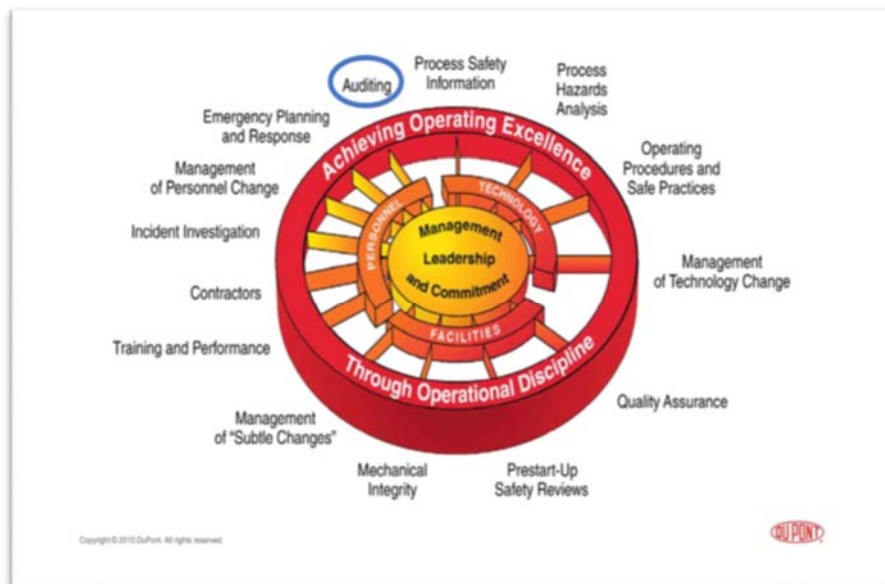 Auditing
Process Safety
Information
Process
Hazards
Analysis
Operating
Procedures and
Safe Practices
Management
of Technology Change
Quality Assurance
Prestart-Up
Safety Reviews
Mechanical
Integrity
Management
of "Subtle Changes"
Training and Performance
Contractors
Incident Investigation
Management
of Personnel Change
Emergency Planning
and Response
Achieving Operating Excellence
Through Operational Discipline
PERSONNEL
TECHNOLOGY
FACILITIES
Management
Leadership
and Commitment
Copyright © 2010 DuPont. All rights reserved.
DUPONT